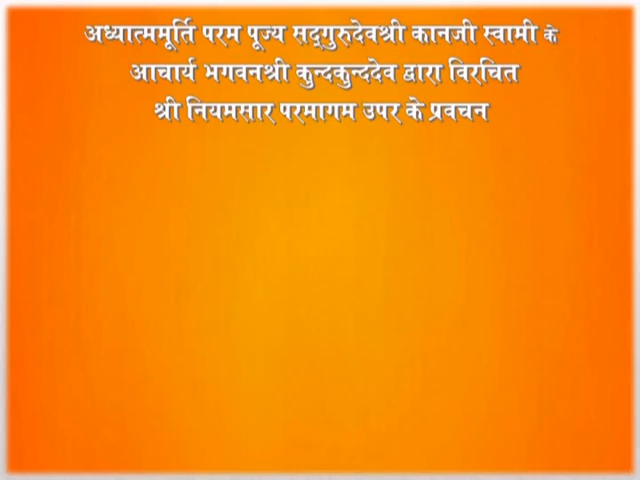 अध्यात्ममूर्ति परम पूज्य सद्‌गुरुदेवश्री कानजी स्वामी के
आचार्य भगवनश्री कुन्दकुन्ददेव द्वारा विरचित
श्री नियमसार परमागम उपर के प्रवचन